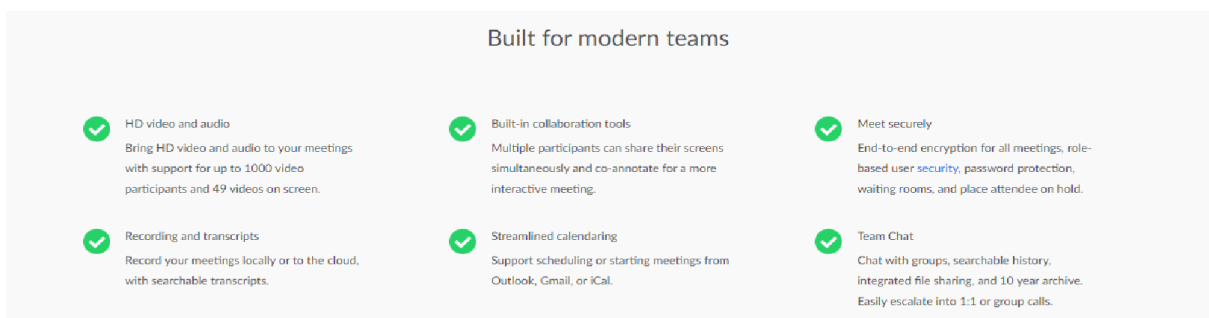 Built for modern teams
HD video and audio
Bring HD video and audio to your meetings
with support for up to 1000 video
participants and 49 videos on screen.
Built-in collaboration tools
Multiple participants can share their screens
simultaneously and co-annotate for a more
interactive meeting.
Meet securely
End-to-end encryption for all meetings, role-
based user security, password protection,
waiting rooms, and place attendee on hold.
Recording and transcripts
Record your meetings locally or to the cloud,
with searchable transcripts.
Streamlined calendaring
Support scheduling or starting meetings from
Outlook, Gmail, or iCal.
Team Chat
Chat with groups, searchable history,
integrated file sharing, and 10 year archive.
Easily escalate into 1:1 or group calls.